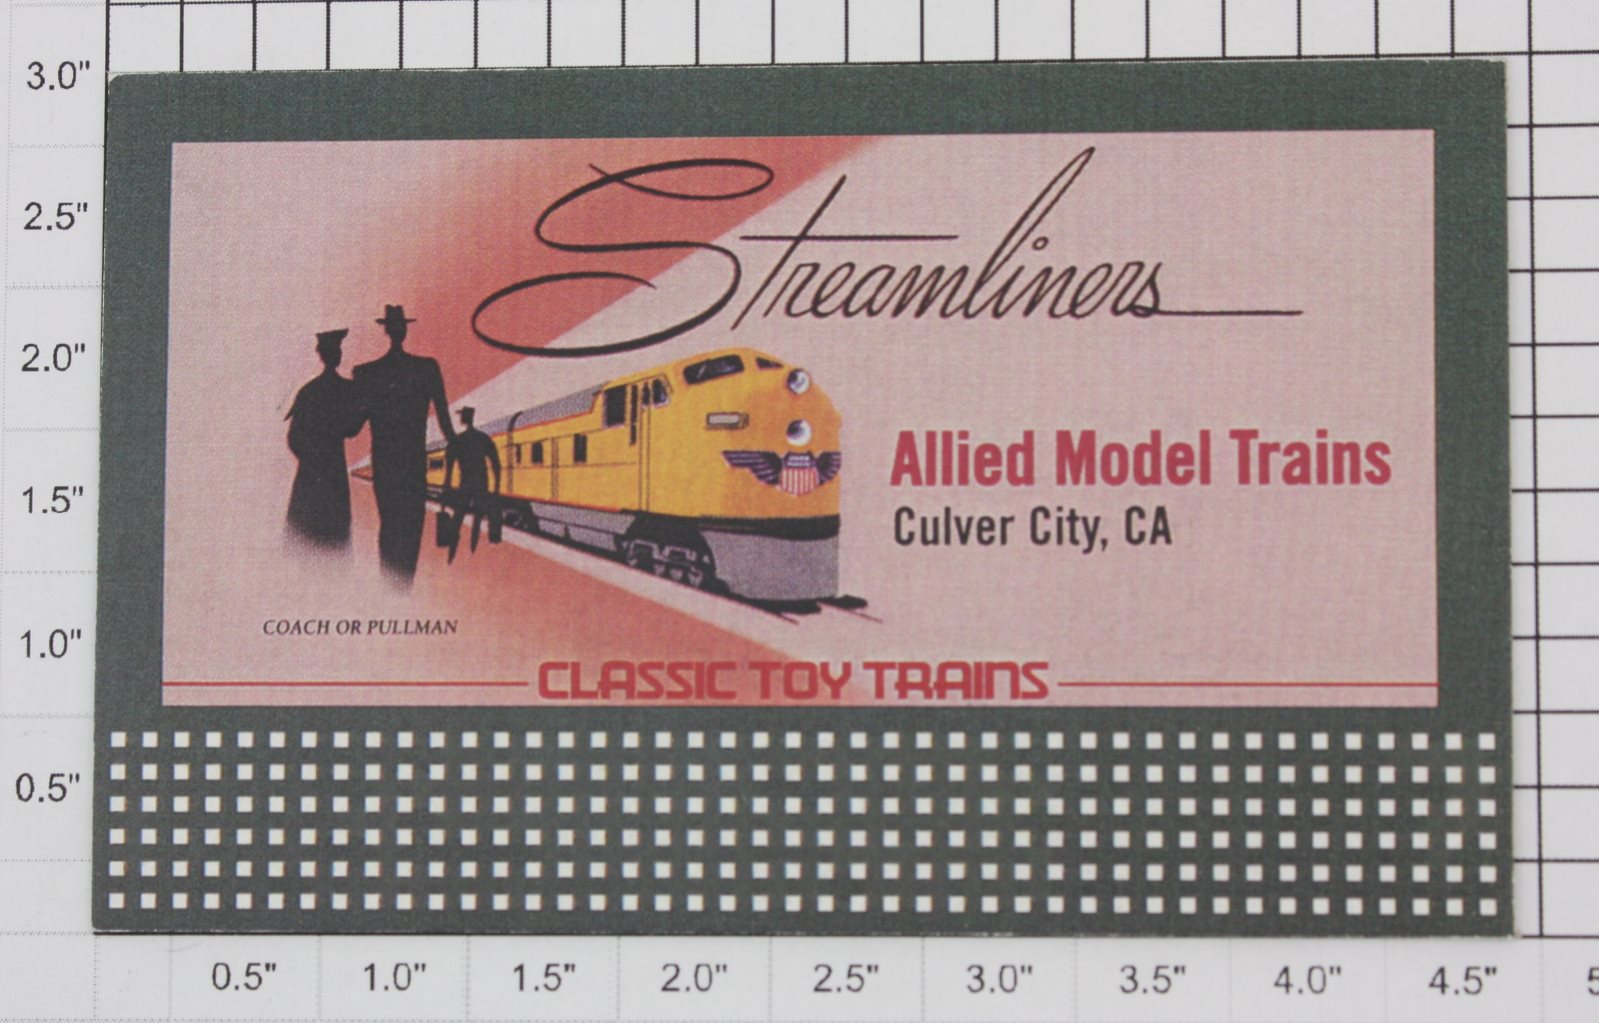 3.0"
2.5"
2.0"
1.5"
1.0"
0.5"
Streamliners
Allied Model Trains
Culver City, CA
COACH OR PULLMAN
CLASSIC TOY TRAINS
0.5" 1.0" 1.5" 2.0" 2.5" 3.0" 3.5" 4.0" 4.5" 5